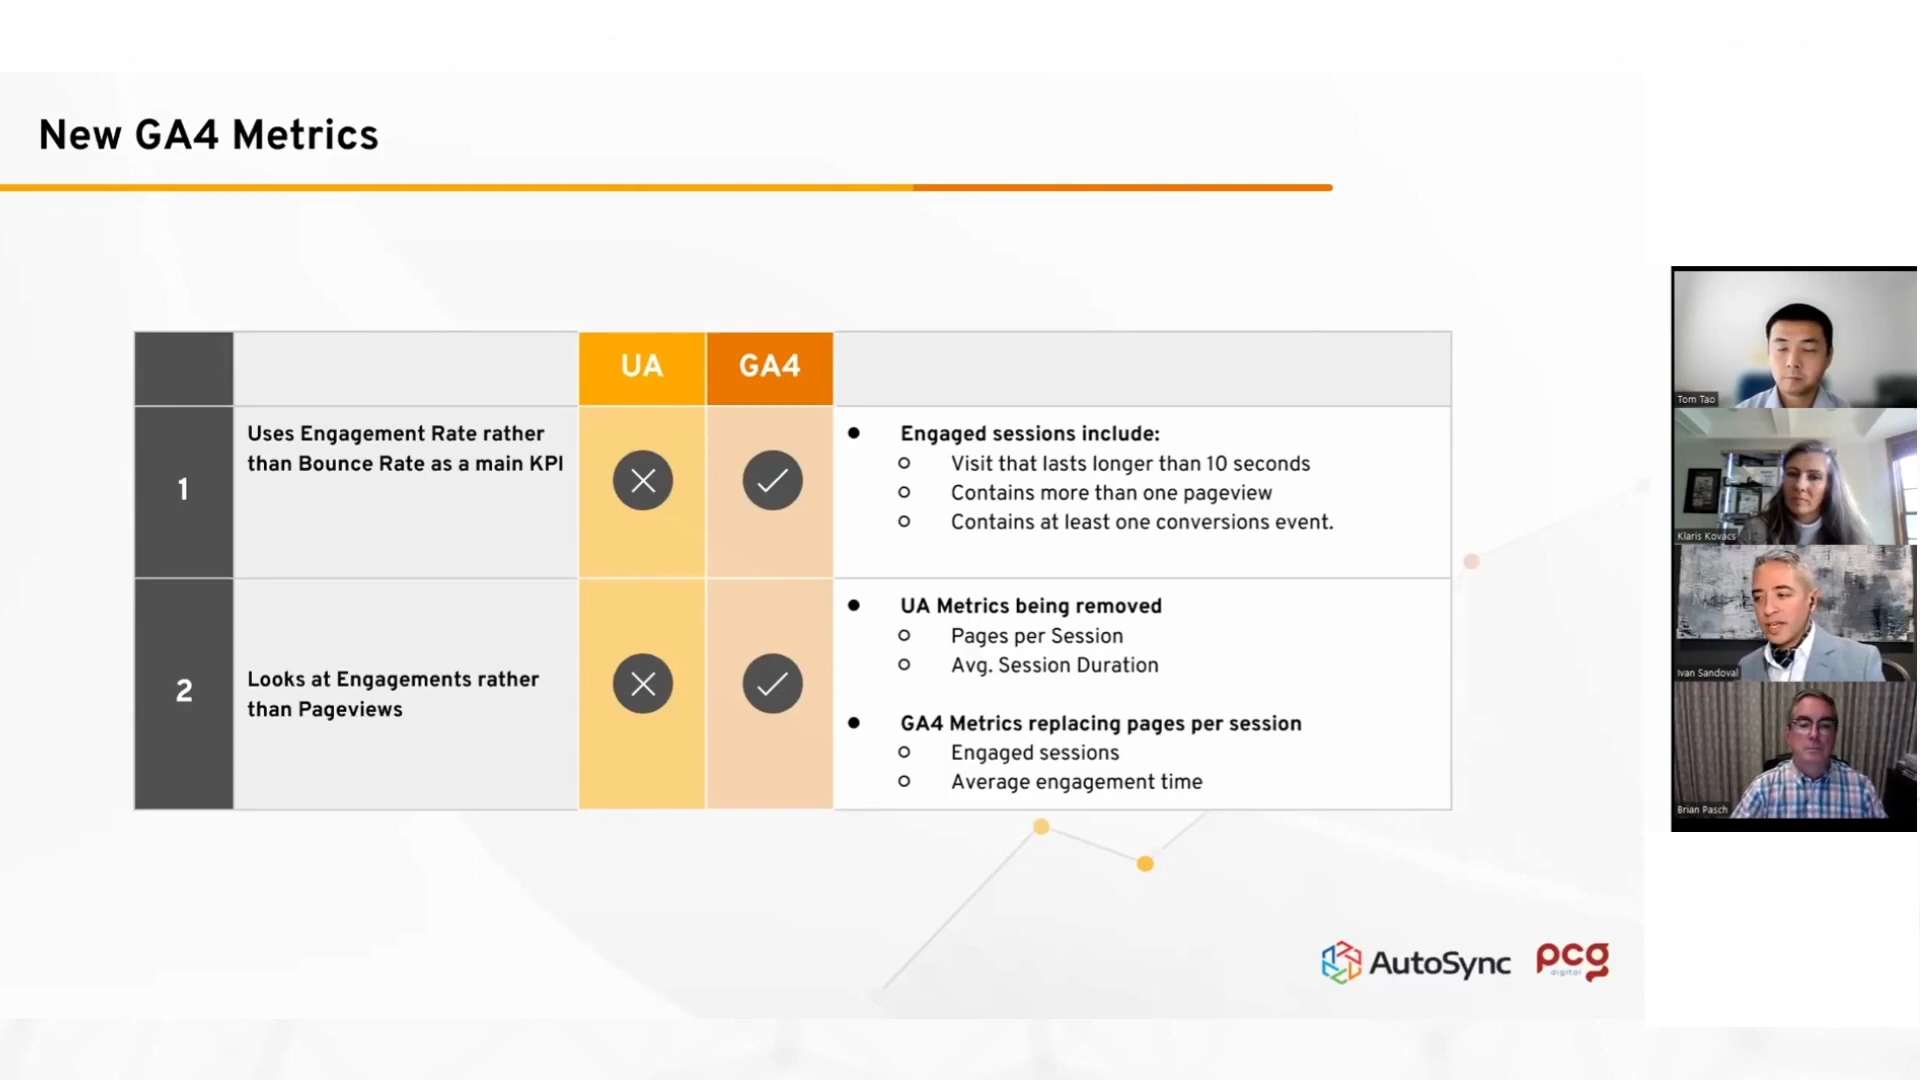 New GA4 Metrics
UA
GA4
1
Uses Engagement Rate rather
than Bounce Rate as a main KPI
Engaged sessions include:
Visit that lasts longer than 10 seconds
Contains more than one pageview
Contains at least one conversions event.
2
Looks at Engagements rather
than Pageviews
UA Metrics being removed
Pages per Session
Avg. Session Duration
GA4 Metrics replacing pages per session
Engaged sessions
Average engagement time
AutoSync
pcg
digital
Tom Tao
Klaris Kovacs
Ivan Sandoval
Brian Pasch